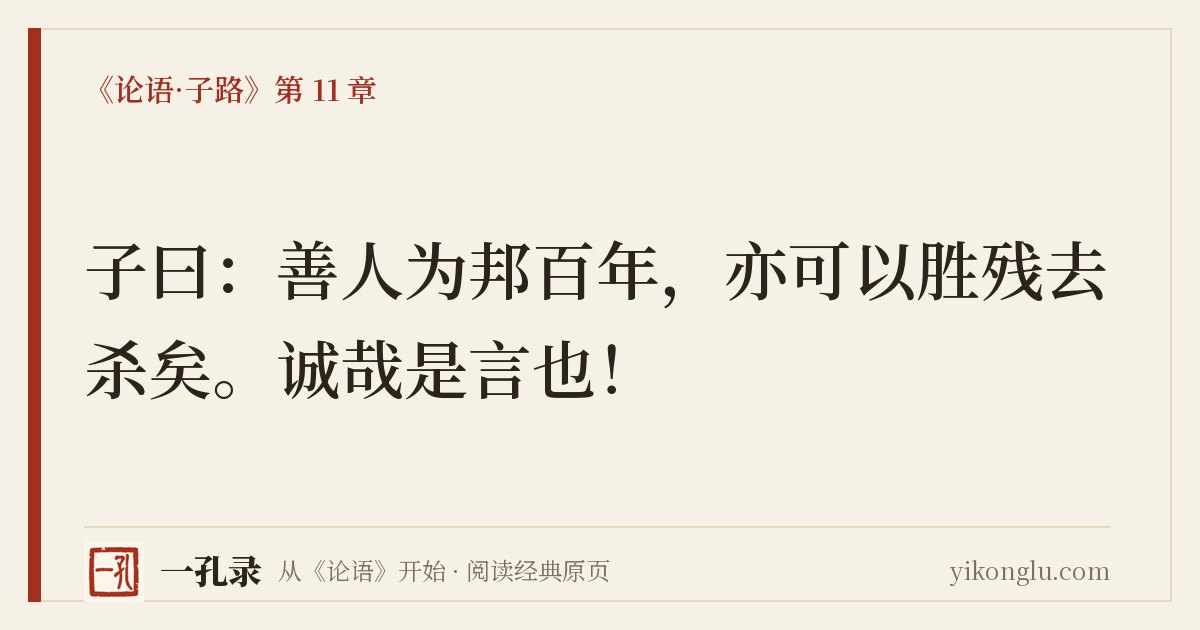 《论语·子路》第 11 章
子曰：善人为邦百年，亦可以胜残去
杀矣。诚哉是言也！
一孔
一孔录 从《论语》开始 · 阅读经典原页
yikonglu.com